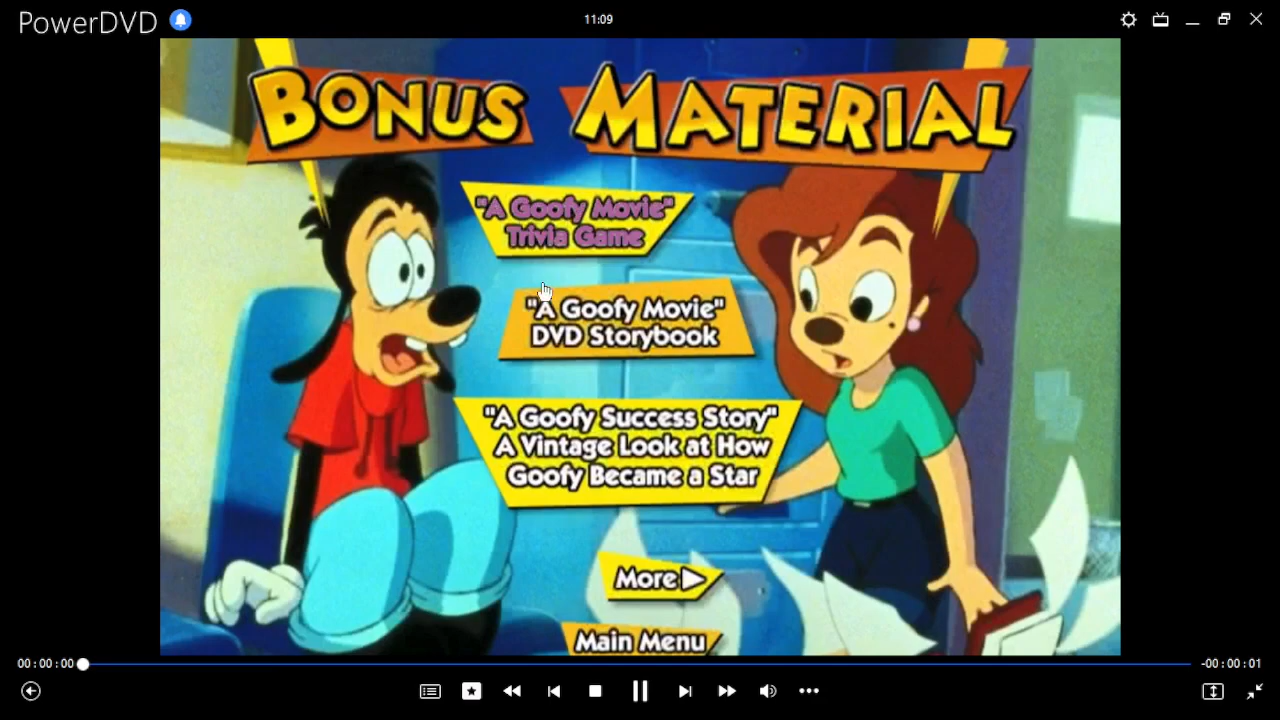 PowerDVD
11:09
BONUS MATERIAL
"A Goofy Movie"
Trivia Game
"A Goofy Movie"
DVD Storybook
"A Goofy Success Story"
A Vintage Look at How
Goofy Became a Star
More
Main Menu
00:00:00
-00:00:01